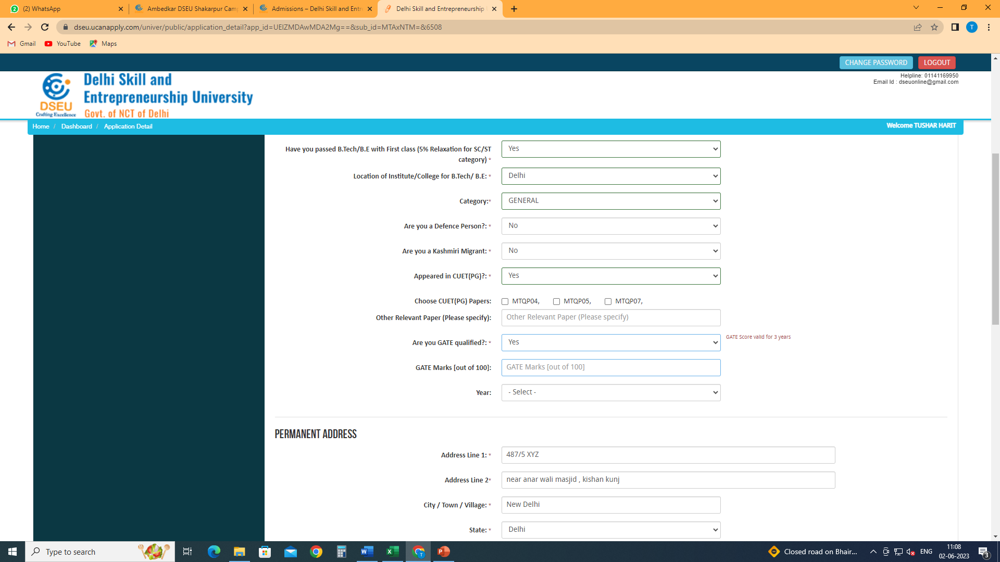 (2) WhatsApp
Ambedkar DSEU Shakarpur Cam
Admissions – Delhi Skill and Entr
Delhi Skill and Entrepreneurship
dseu.ucanapply.com/univer/public/application_detail?app_id=UElZMDAwMDA2Mg==&sub_id=MTAxNTM=&6508
T
Gmail
YouTube
Maps
CHANGE PASSWORD
LOGOUT
Helpline: 01141169950
Email Id : dseuonline@gmail.com
DSEU
Crafting Excellence
Delhi Skill and
Entrepreneurship University
Govt. of NCT of Delhi
Home / Dashboard / Application Detail
Welcome TUSHAR HARIT
Have you passed B.Tech/B.E with First class (5% Relaxation for SC/ST
category) *
Yes
Location of Institute/College for B.Tech/ B.E: *
Delhi
Category:*
GENERAL
Are you a Defence Person?: *
No
Are you a Kashmiri Migrant: *
No
Appeared in CUET(PG)?: *
Yes
Choose CUET(PG) Papers:
MTQP04, MTQP05, MTQP07,
Other Relevant Paper (Please specify):
Other Relevant Paper (Please specify)
Are you GATE qualified?: *
Yes
GATE Score valid for 3 years
GATE Marks [out of 100]:
GATE Marks [out of 100]
Year:
- Select -
PERMANENT ADDRESS
Address Line 1: *
487/5 XYZ
Address Line 2*
near anar wali masjid , kishan kunj
City / Town / Village: *
New Delhi
State: *
Delhi
Type to search
Closed road on Bhair...
ENG
11:08
02-06-2023
3